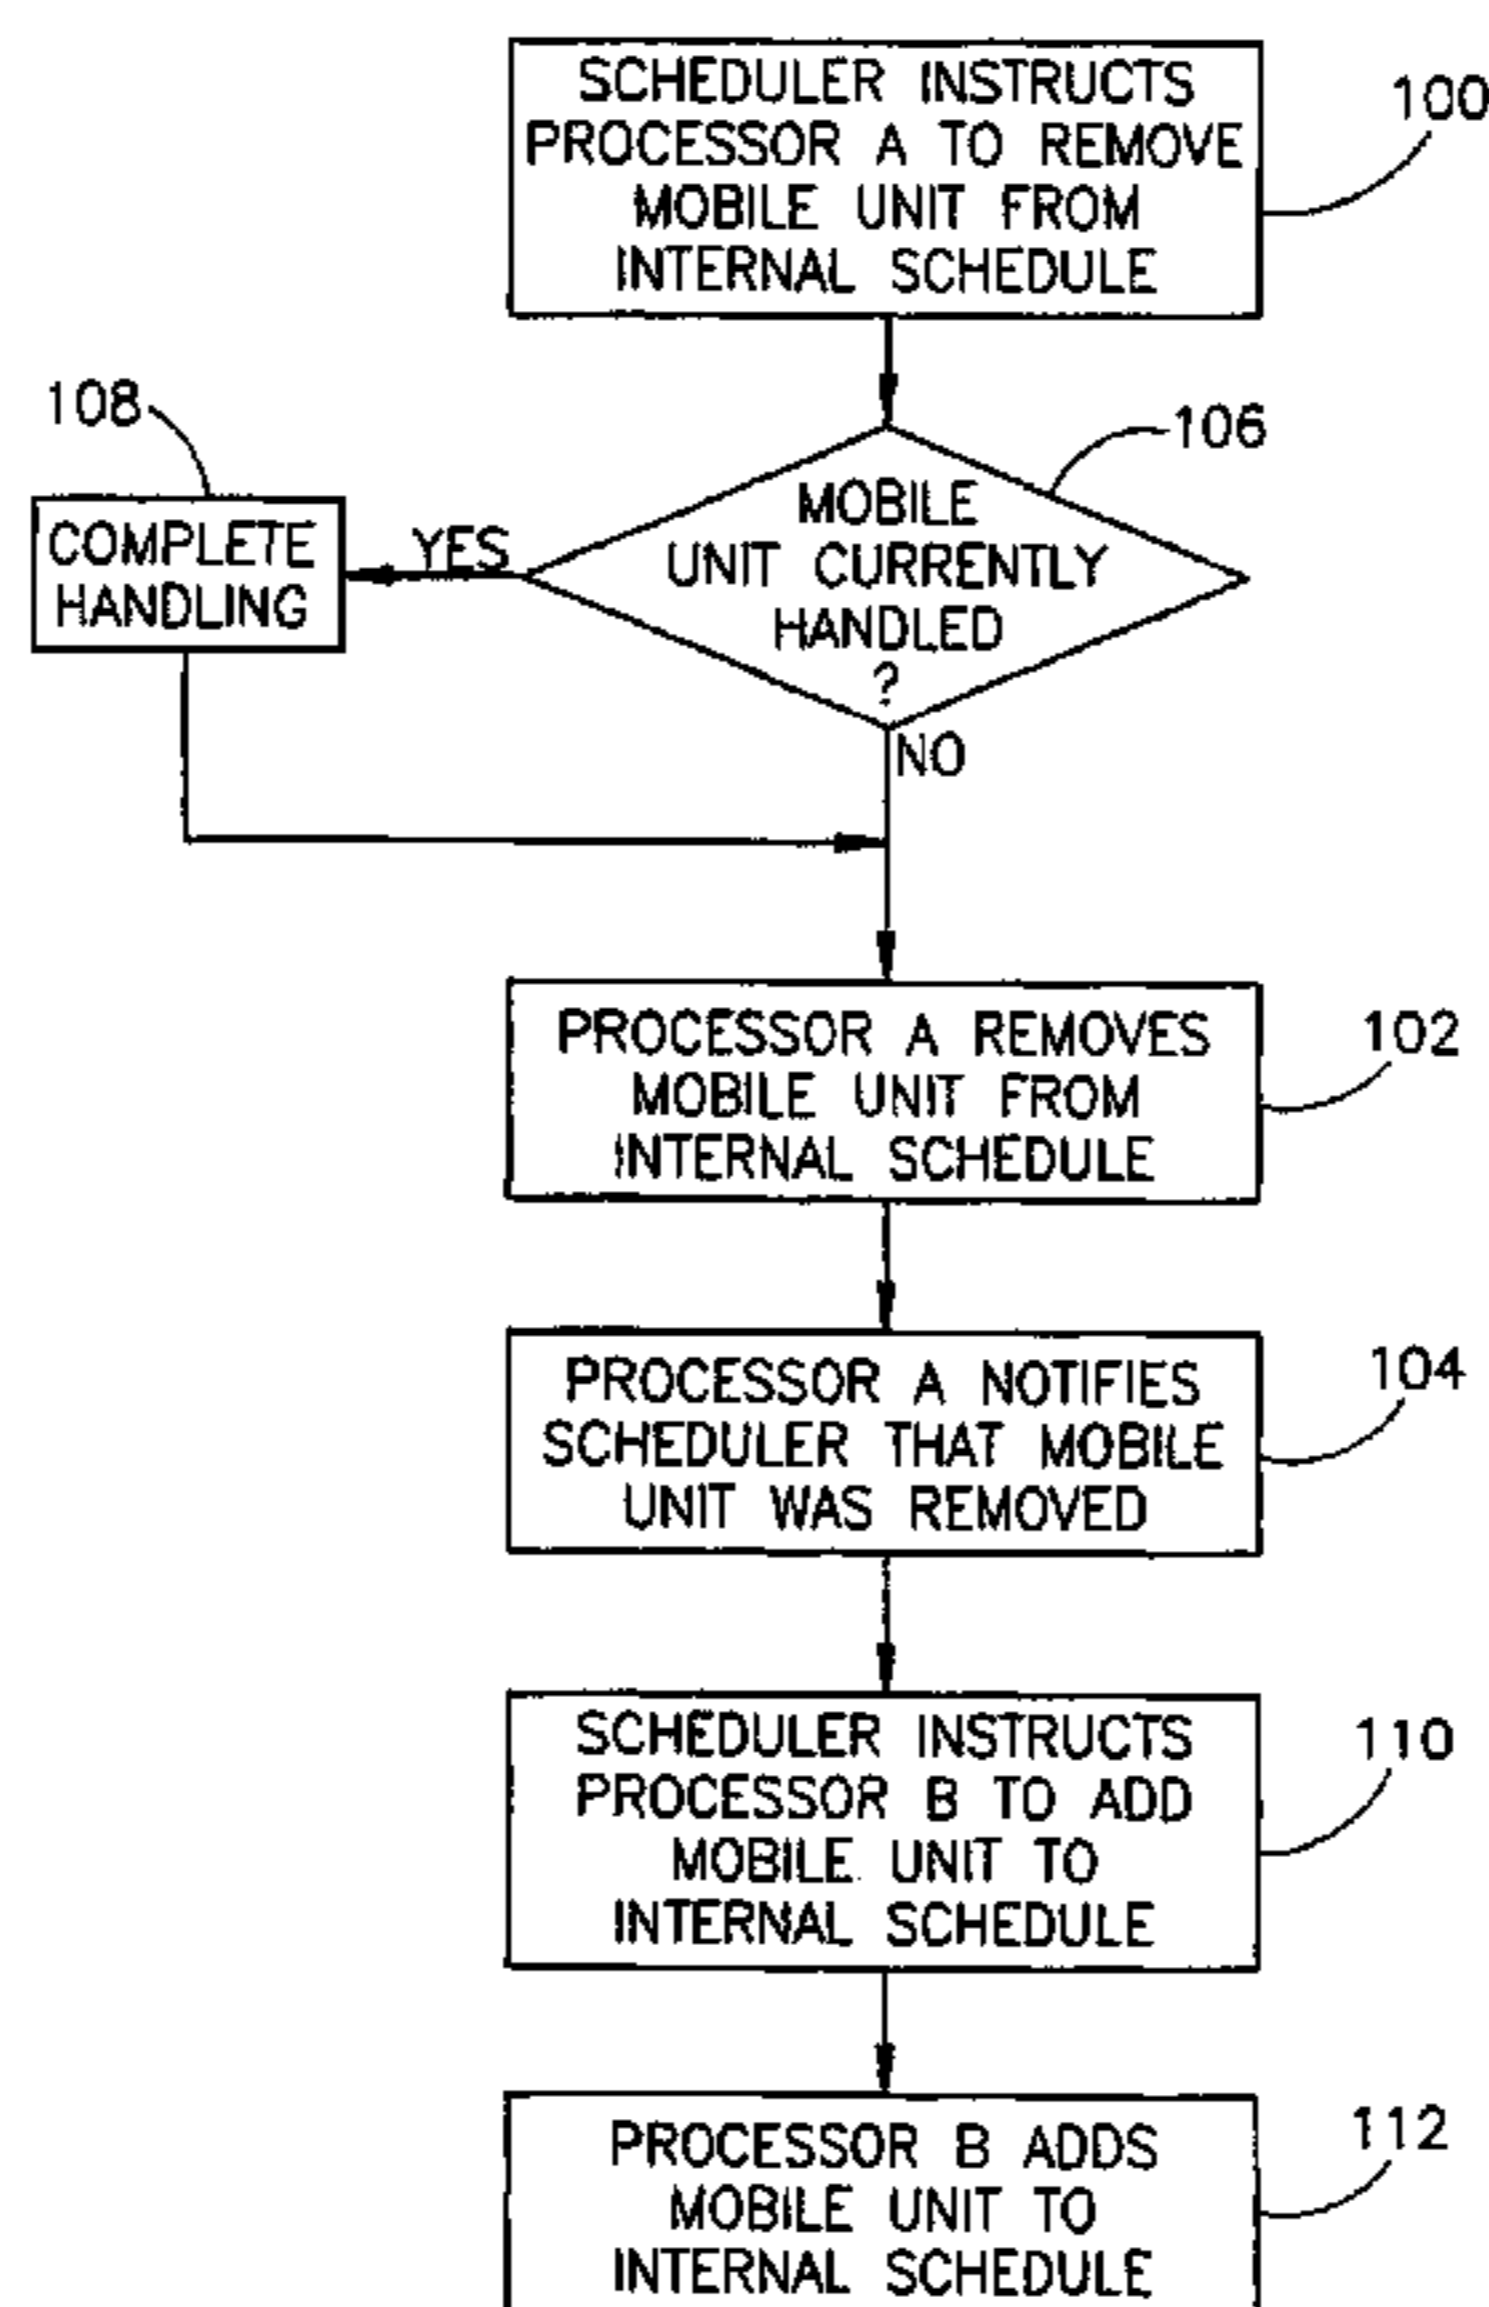 SCHEDULER INSTRUCTS
PROCESSOR A TO REMOVE
MOBILE UNIT FROM
INTERNAL SCHEDULE
100
108
106
COMPLETE
HANDLING
YES
MOBILE
UNIT CURRENTLY
HANDLED
?
NO
PROCESSOR A REMOVES
MOBILE UNIT FROM
INTERNAL SCHEDULE
102
PROCESSOR A NOTIFIES
SCHEDULER THAT MOBILE
UNIT WAS REMOVED
104
SCHEDULER INSTRUCTS
PROCESSOR B TO ADD
MOBILE UNIT TO
INTERNAL SCHEDULE
110
PROCESSOR B ADDS
MOBILE UNIT TO
INTERNAL SCHEDULE
112